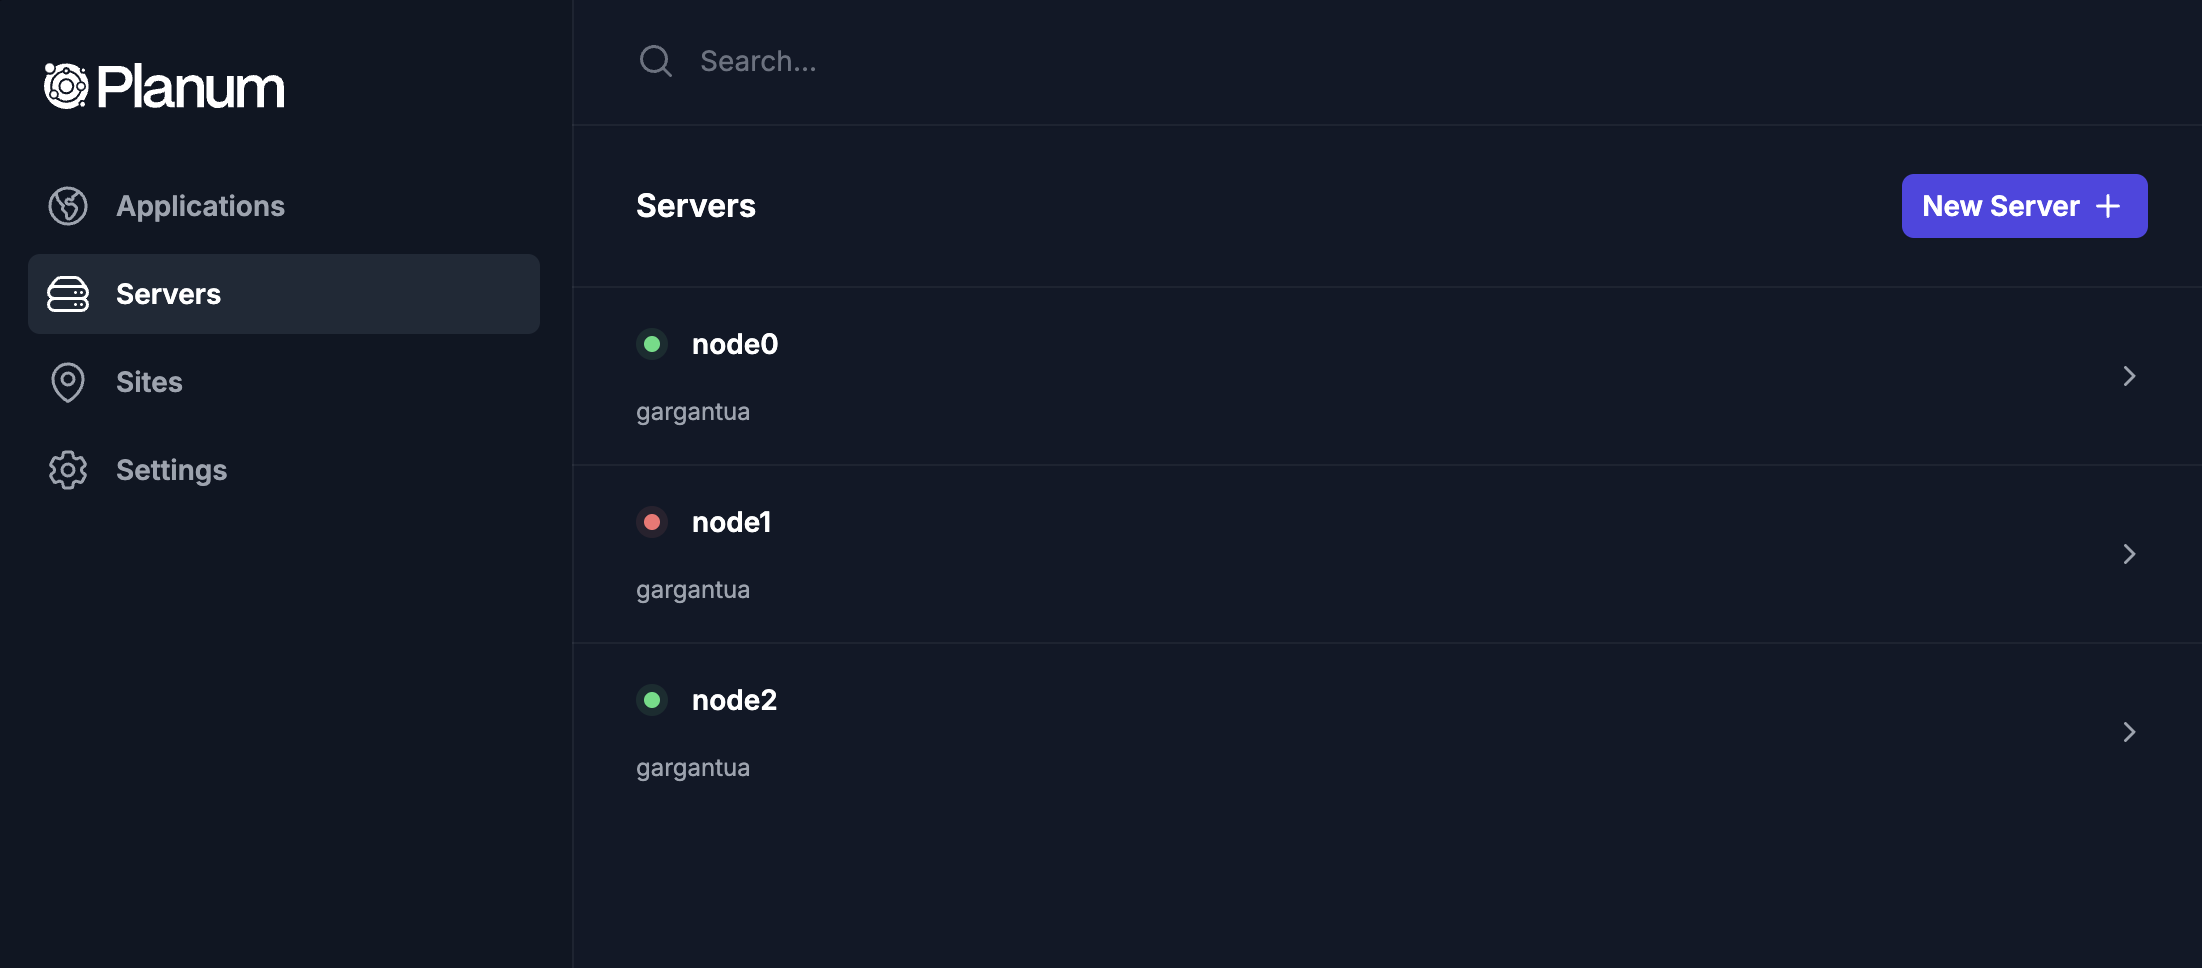 Planum
Applications
Servers
Sites
Settings
Search...
Servers
New Server
node0
gargantua
node1
gargantua
node2
gargantua